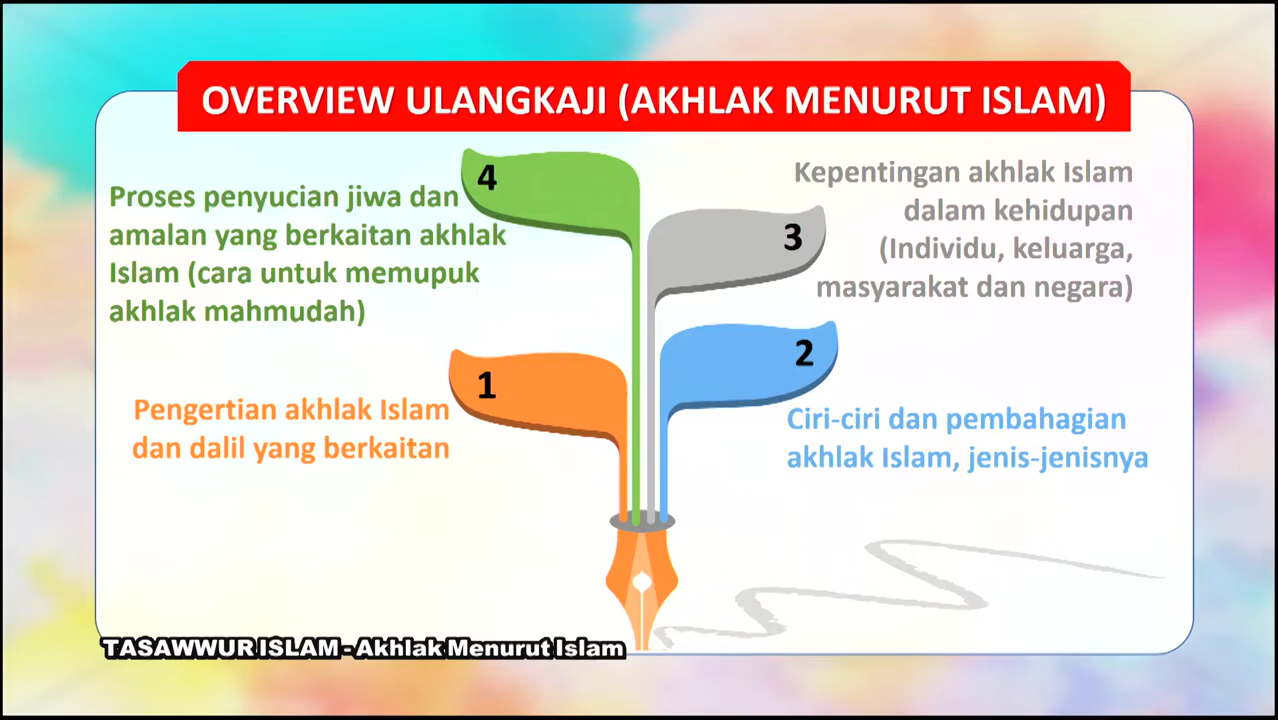 OVERVIEW ULANGKAJI (AKHLAK MENURUT ISLAM)
4
Proses penyucian jiwa dan
amalan yang berkaitan akhlak
Islam (cara untuk memupuk
akhlak mahmudah)
3
Kepentingan akhlak Islam
dalam kehidupan
(Individu, keluarga,
masyarakat dan negara)
1
Pengertian akhlak Islam
dan dalil yang berkaitan
2
Ciri-ciri dan pembahagian
akhlak Islam, jenis-jenisnya
TASAWWUR ISLAM - Akhlak Menurut Islam